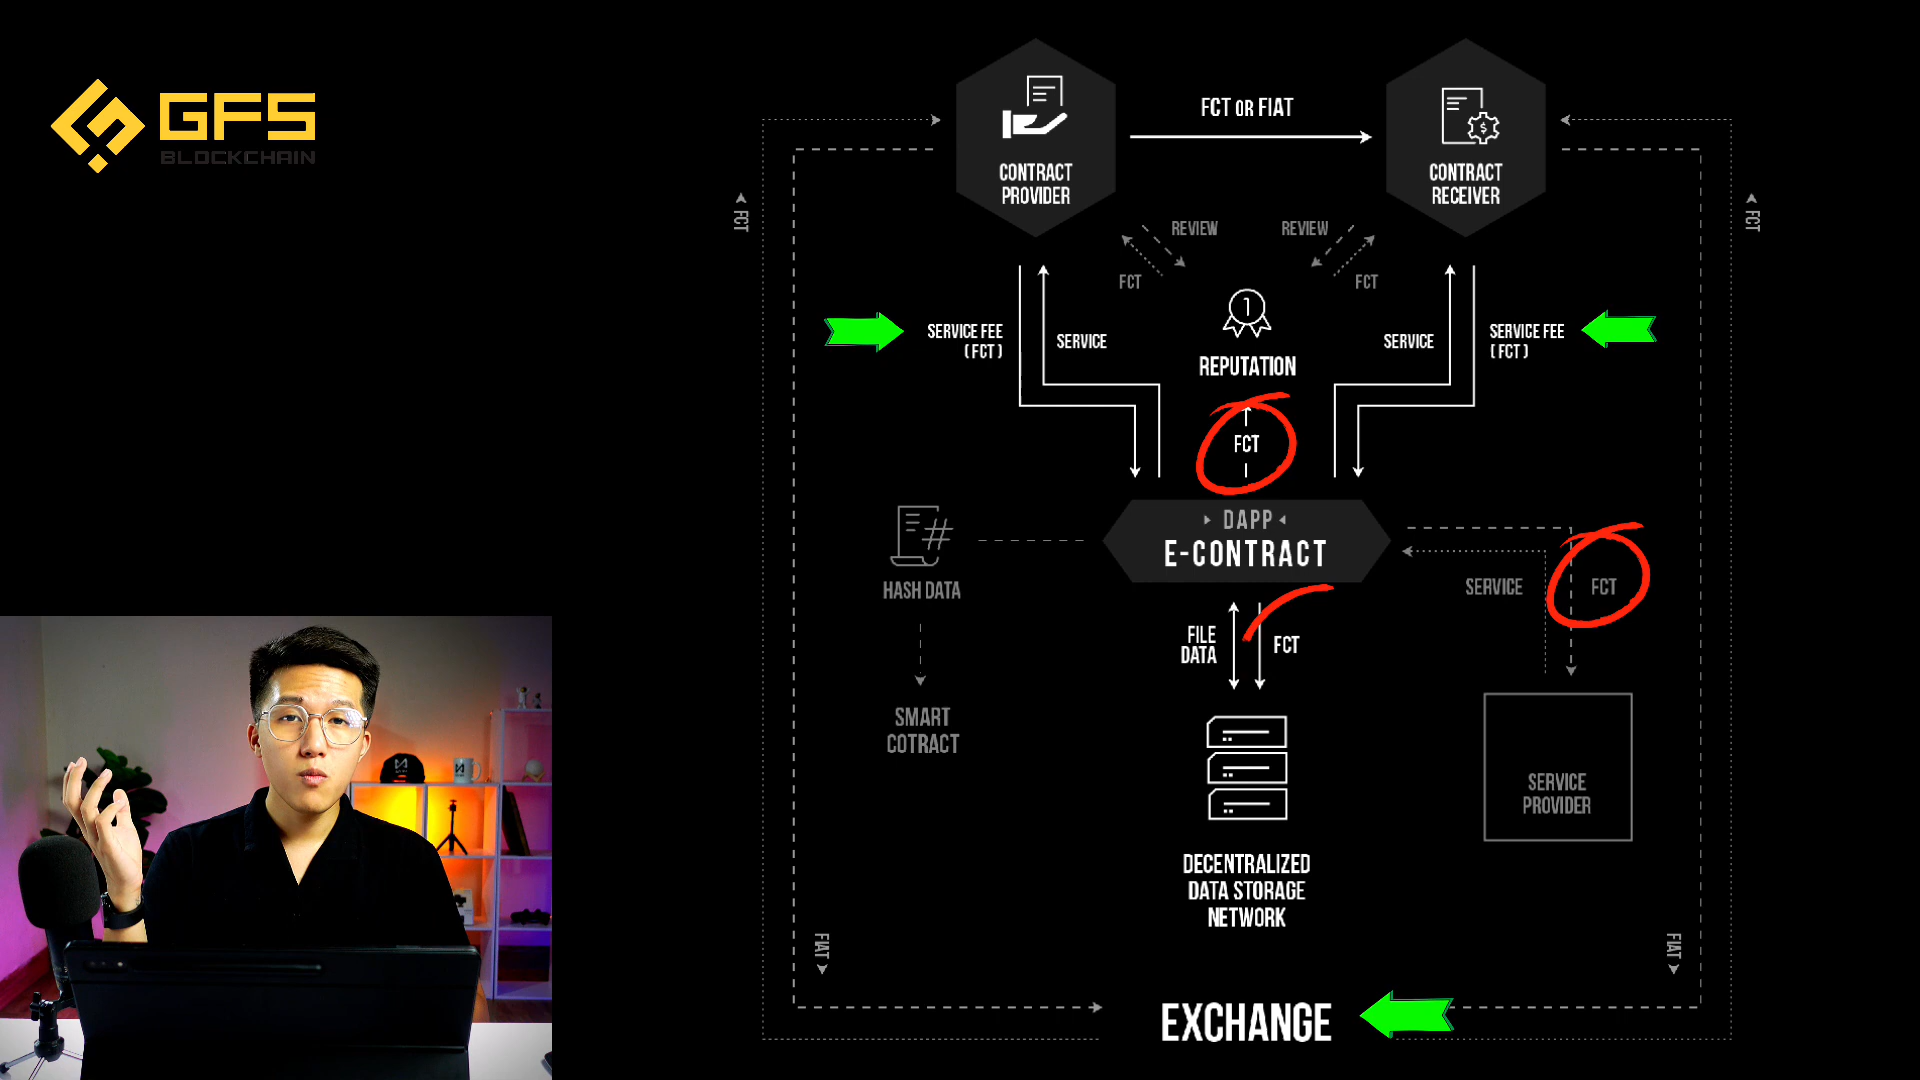 GFS
BLOCKCHAIN
FCT OR FIAT
CONTRACT
PROVIDER
CONTRACT
RECEIVER
FCT
FCT
REVIEW
REVIEW
FCT
FCT
1
SERVICE FEE
( FCT )
SERVICE
SERVICE
SERVICE FEE
( FCT )
REPUTATION
FCT
DAPP
E-CONTRACT
#
HASH DATA
SERVICE
FCT
FILE
DATA
FCT
SMART
COTRACT
$
SERVICE
PROVIDER
DECENTRALIZED
DATA STORAGE
NETWORK
FIAT
FIAT
EXCHANGE